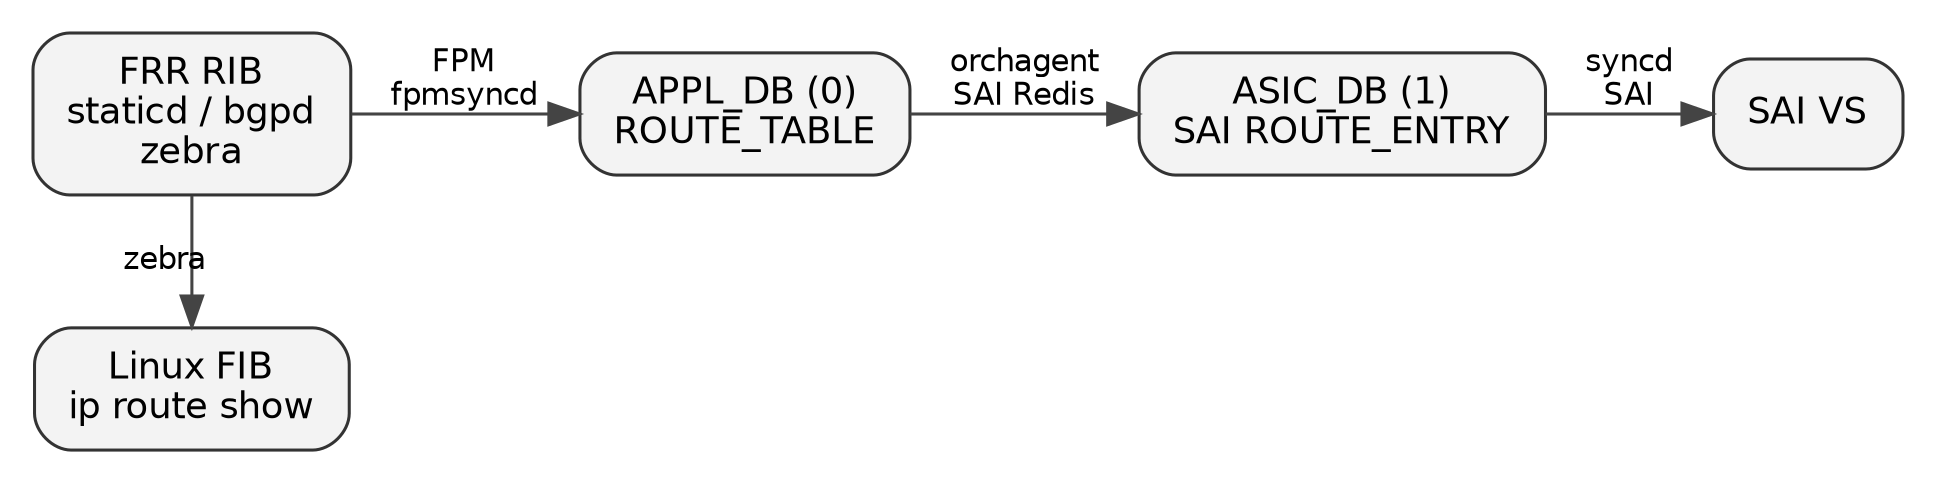 FRR RIB
staticd / bgpd
zebra
FPM
fpmsyncd
APPL_DB (0)
ROUTE_TABLE
orchagent
SAI Redis
ASIC_DB (1)
SAI ROUTE_ENTRY
syncd
SAI
SAI VS
zebra
Linux FIB
ip route show